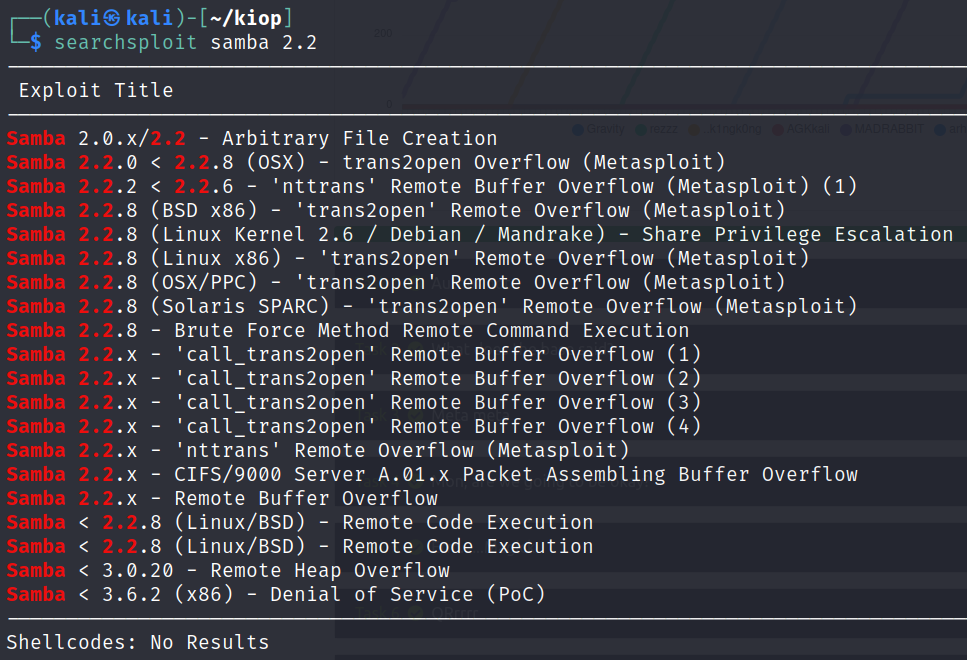 ┌──(kali㉿kali)-[~/kiop]
└─$ searchsploit samba 2.2
Exploit Title
Samba 2.0.x/2.2 - Arbitrary File Creation
Samba 2.2.0 < 2.2.8 (OSX) - trans2open Overflow (Metasploit)
Samba 2.2.2 < 2.2.6 - 'nttrans' Remote Buffer Overflow (Metasploit) (1)
Samba 2.2.8 (BSD x86) - 'trans2open' Remote Overflow (Metasploit)
Samba 2.2.8 (Linux Kernel 2.6 / Debian / Mandrake) - Share Privilege Escalation
Samba 2.2.8 (Linux x86) - 'trans2open' Remote Overflow (Metasploit)
Samba 2.2.8 (OSX/PPC) - 'trans2open' Remote Overflow (Metasploit)
Samba 2.2.8 (Solaris SPARC) - 'trans2open' Remote Overflow (Metasploit)
Samba 2.2.8 - Brute Force Method Remote Command Execution
Samba 2.2.x - 'call_trans2open' Remote Buffer Overflow (1)
Samba 2.2.x - 'call_trans2open' Remote Buffer Overflow (2)
Samba 2.2.x - 'call_trans2open' Remote Buffer Overflow (3)
Samba 2.2.x - 'call_trans2open' Remote Buffer Overflow (4)
Samba 2.2.x - 'nttrans' Remote Overflow (Metasploit)
Samba 2.2.x - CIFS/9000 Server A.01.x Packet Assembling Buffer Overflow
Samba 2.2.x - Remote Buffer Overflow
Samba < 2.2.8 (Linux/BSD) - Remote Code Execution
Samba < 2.2.8 (Linux/BSD) - Remote Code Execution
Samba < 3.0.20 - Remote Heap Overflow
Samba < 3.6.2 (x86) - Denial of Service (PoC)
Shellcodes: No Results